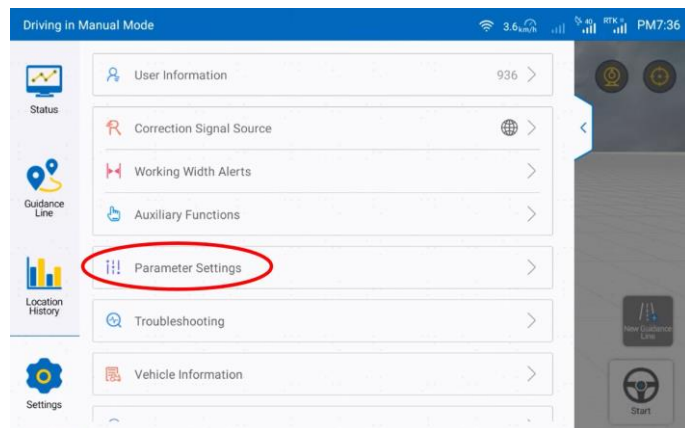 Driving in Manual Mode
3.6km/h
40
RTK
PM7:36
Status
Guidance
Line
Location
History
Settings
User Information
936
Correction Signal Source
Working Width Alerts
Auxiliary Functions
Parameter Settings
Troubleshooting
Vehicle Information
New Guidance
Line
Start